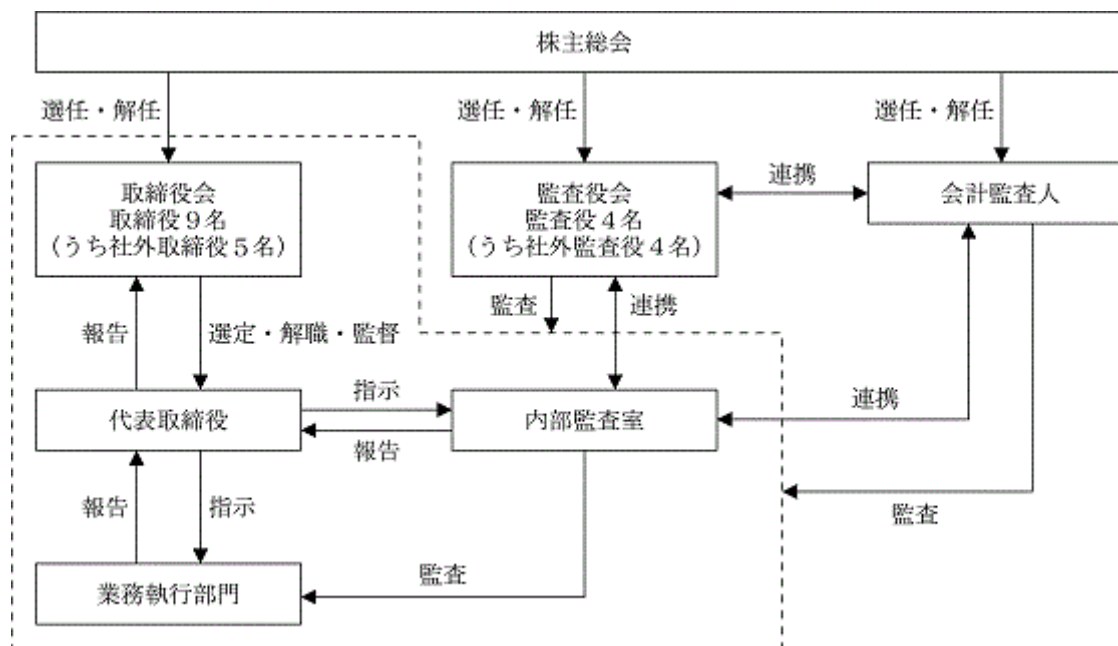 株主総会
選任・解任
選任・解任
選任・解任
取締役会
取締役９名
（うち社外取締役５名）
監査役会
監査役４名
（うち社外監査役４名）
連携
会計監査人
監査
連携
報告
選定・解職・監督
代表取締役
指示
報告
内部監査室
連携
報告
指示
監査
業務執行部門
監査